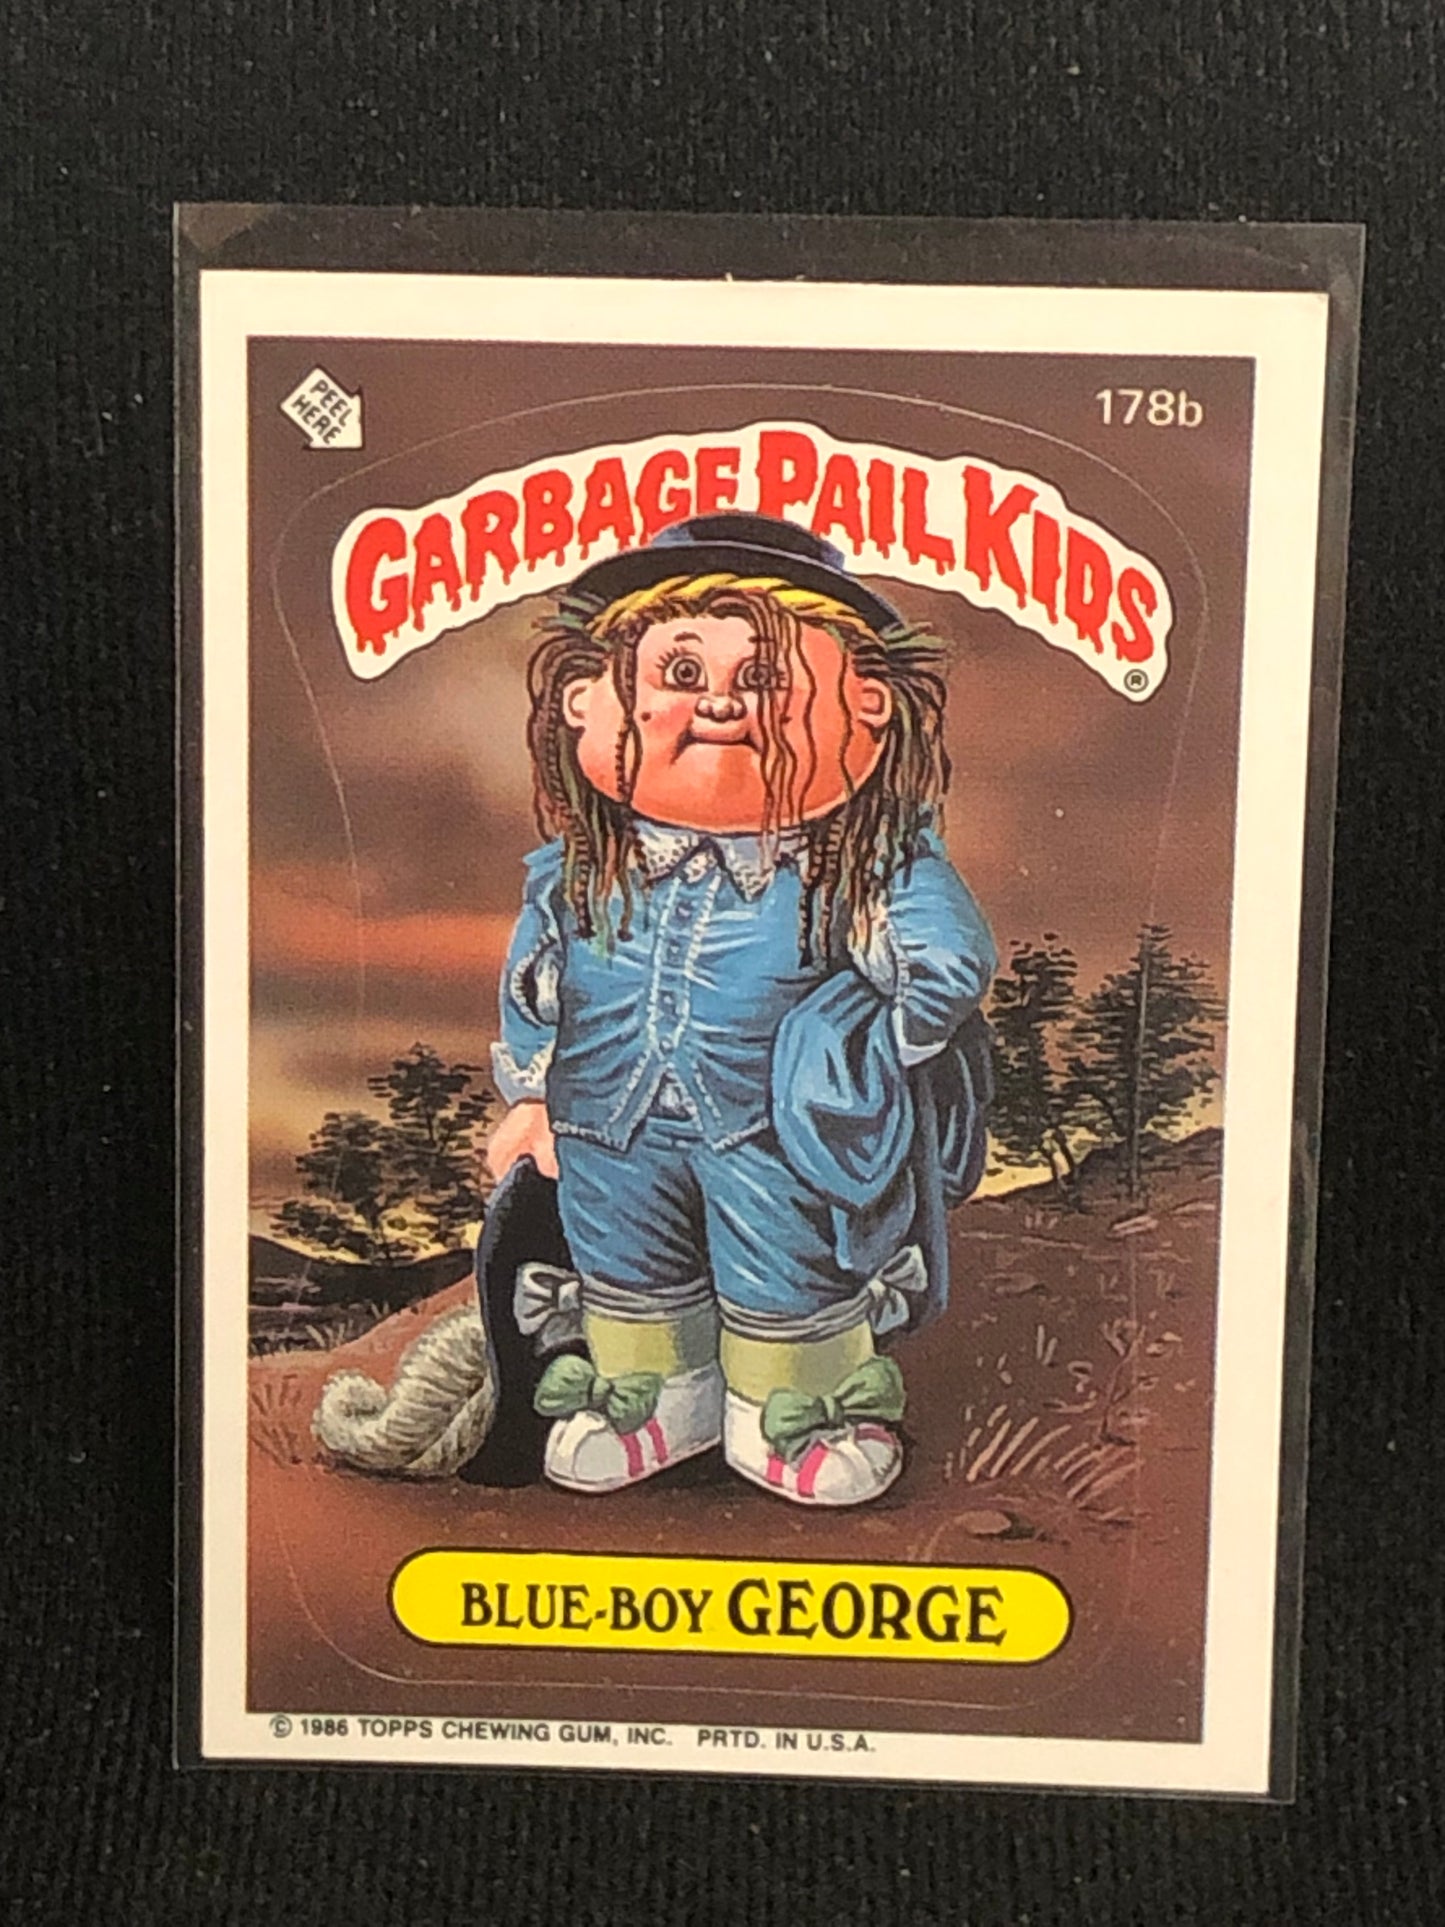 PEEL
HERE
178b
GARBAGE PAIL KIDS
®
BLUE-BOY GEORGE
© 1986 TOPPS CHEWING GUM, INC. PRTD. IN U.S.A.